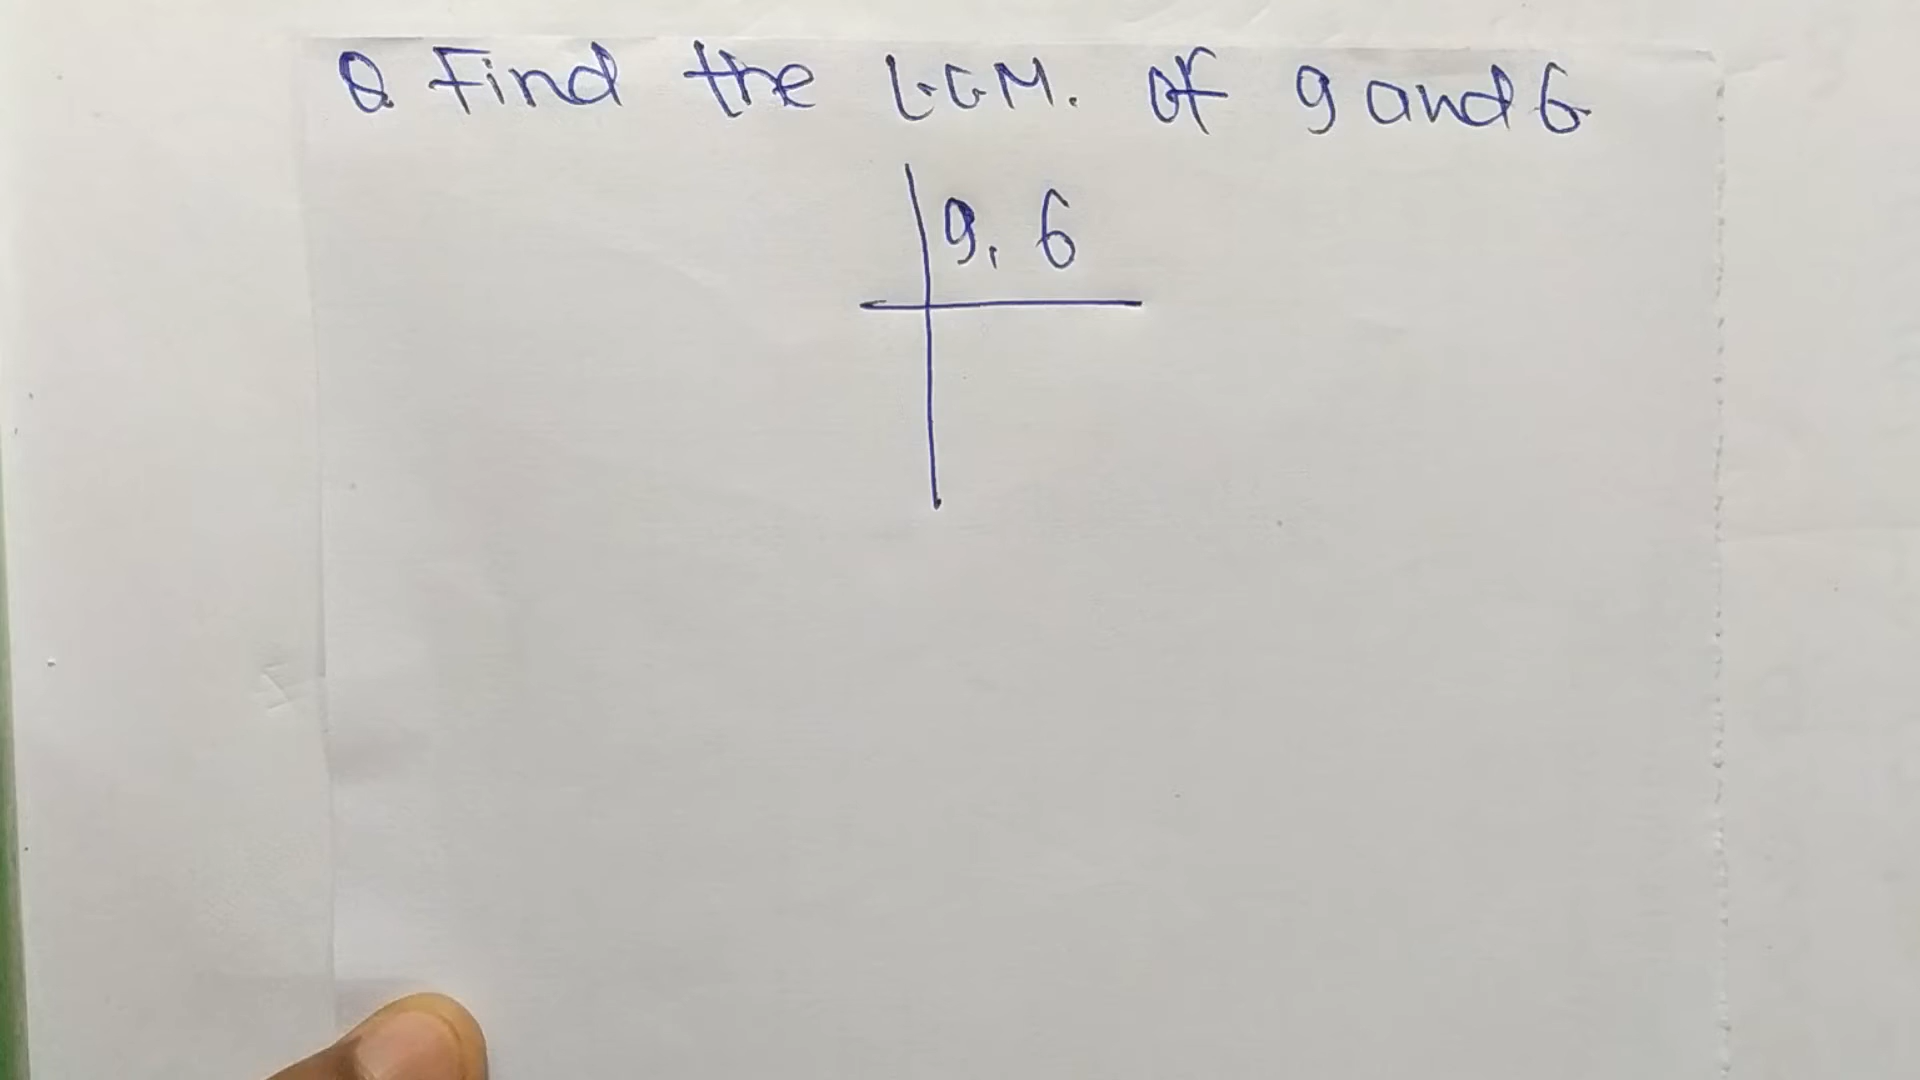 Q Find the L.C.M. of 9 and 6
9, 6